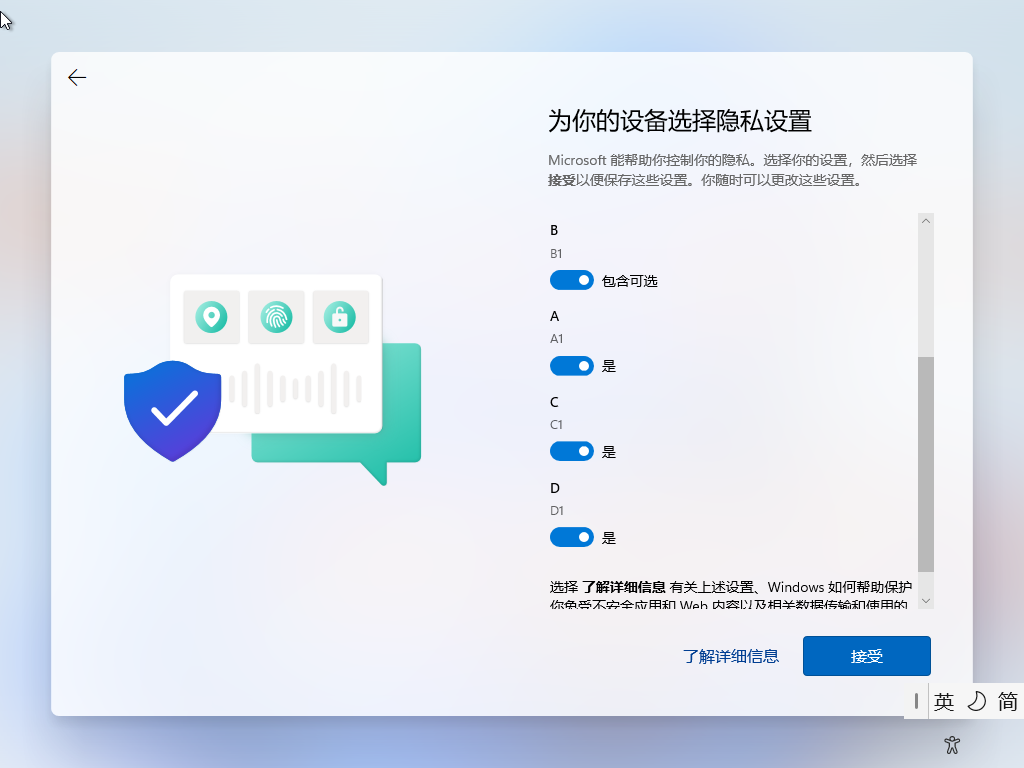 为你的设备选择隐私设置
Microsoft 能帮助你控制你的隐私。选择你的设置，然后选择
接受以便保存这些设置。你随时可以更改这些设置。
B
B1
包含可选
A
A1
是
C
C1
是
D
D1
是
选择 了解详细信息 有关上述设置、Windows 如何帮助保护
你免受不安全应用和 Web 内容以及相关数据传输和使用的
了解详细信息
接受
英
简